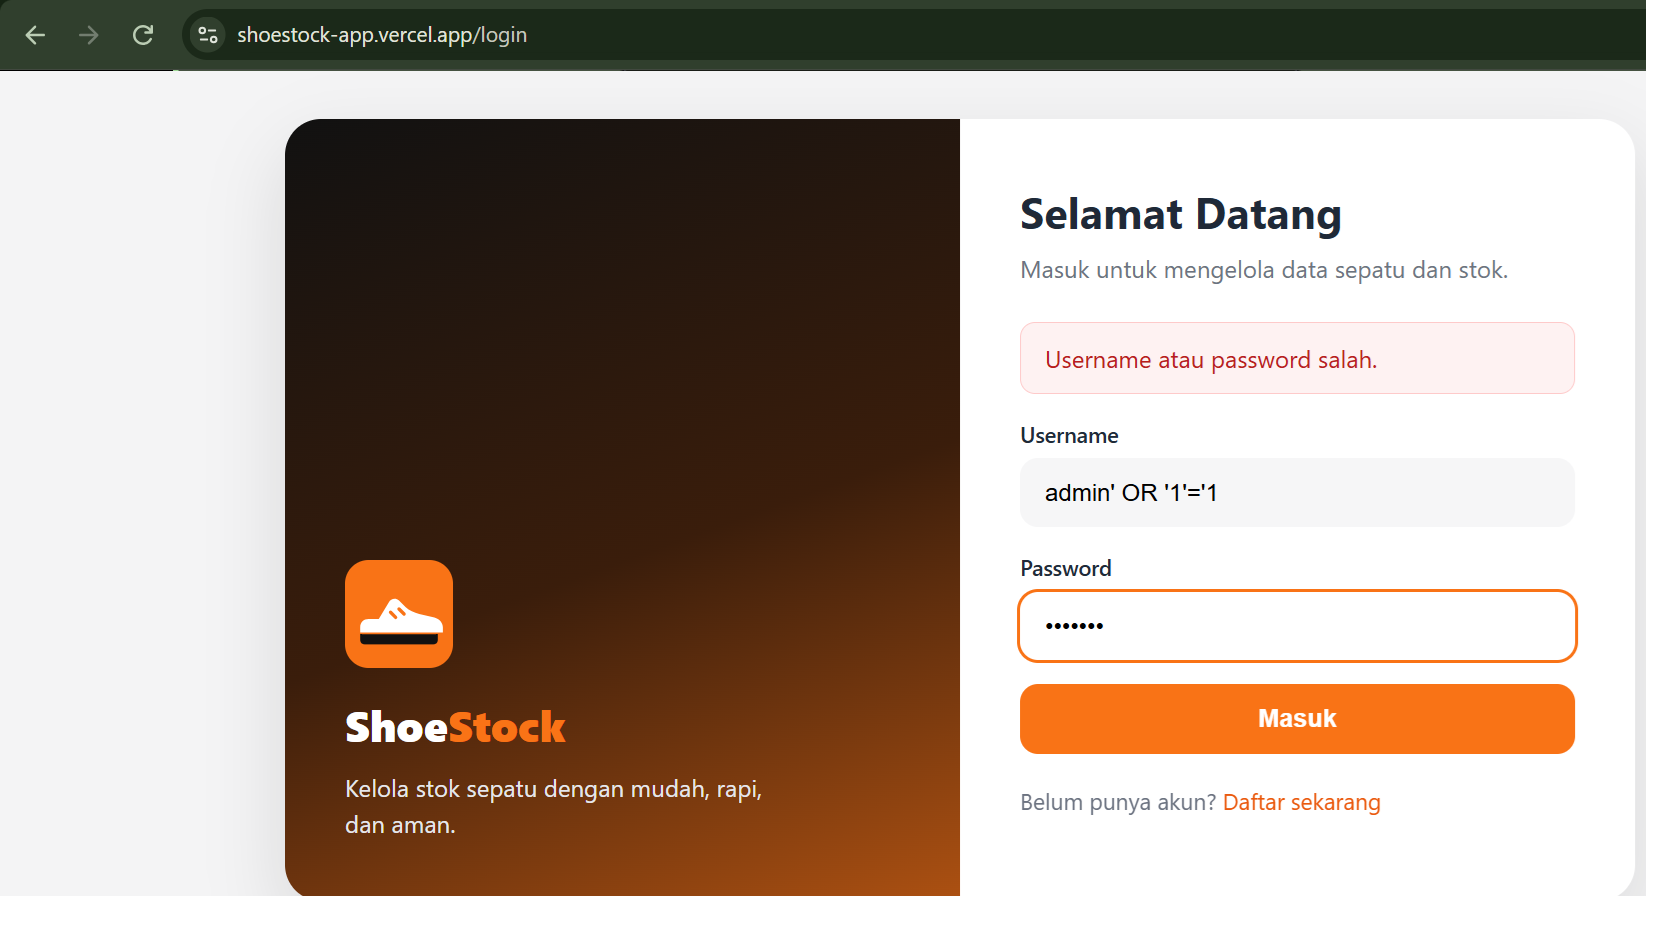 shoestock-app.vercel.app/login
Selamat Datang
Masuk untuk mengelola data sepatu dan stok.
Username atau password salah.
Username
admin' OR '1'='1
Password
•••••••
Masuk
Belum punya akun? Daftar sekarang
ShoeStock
Kelola stok sepatu dengan mudah, rapi,
dan aman.